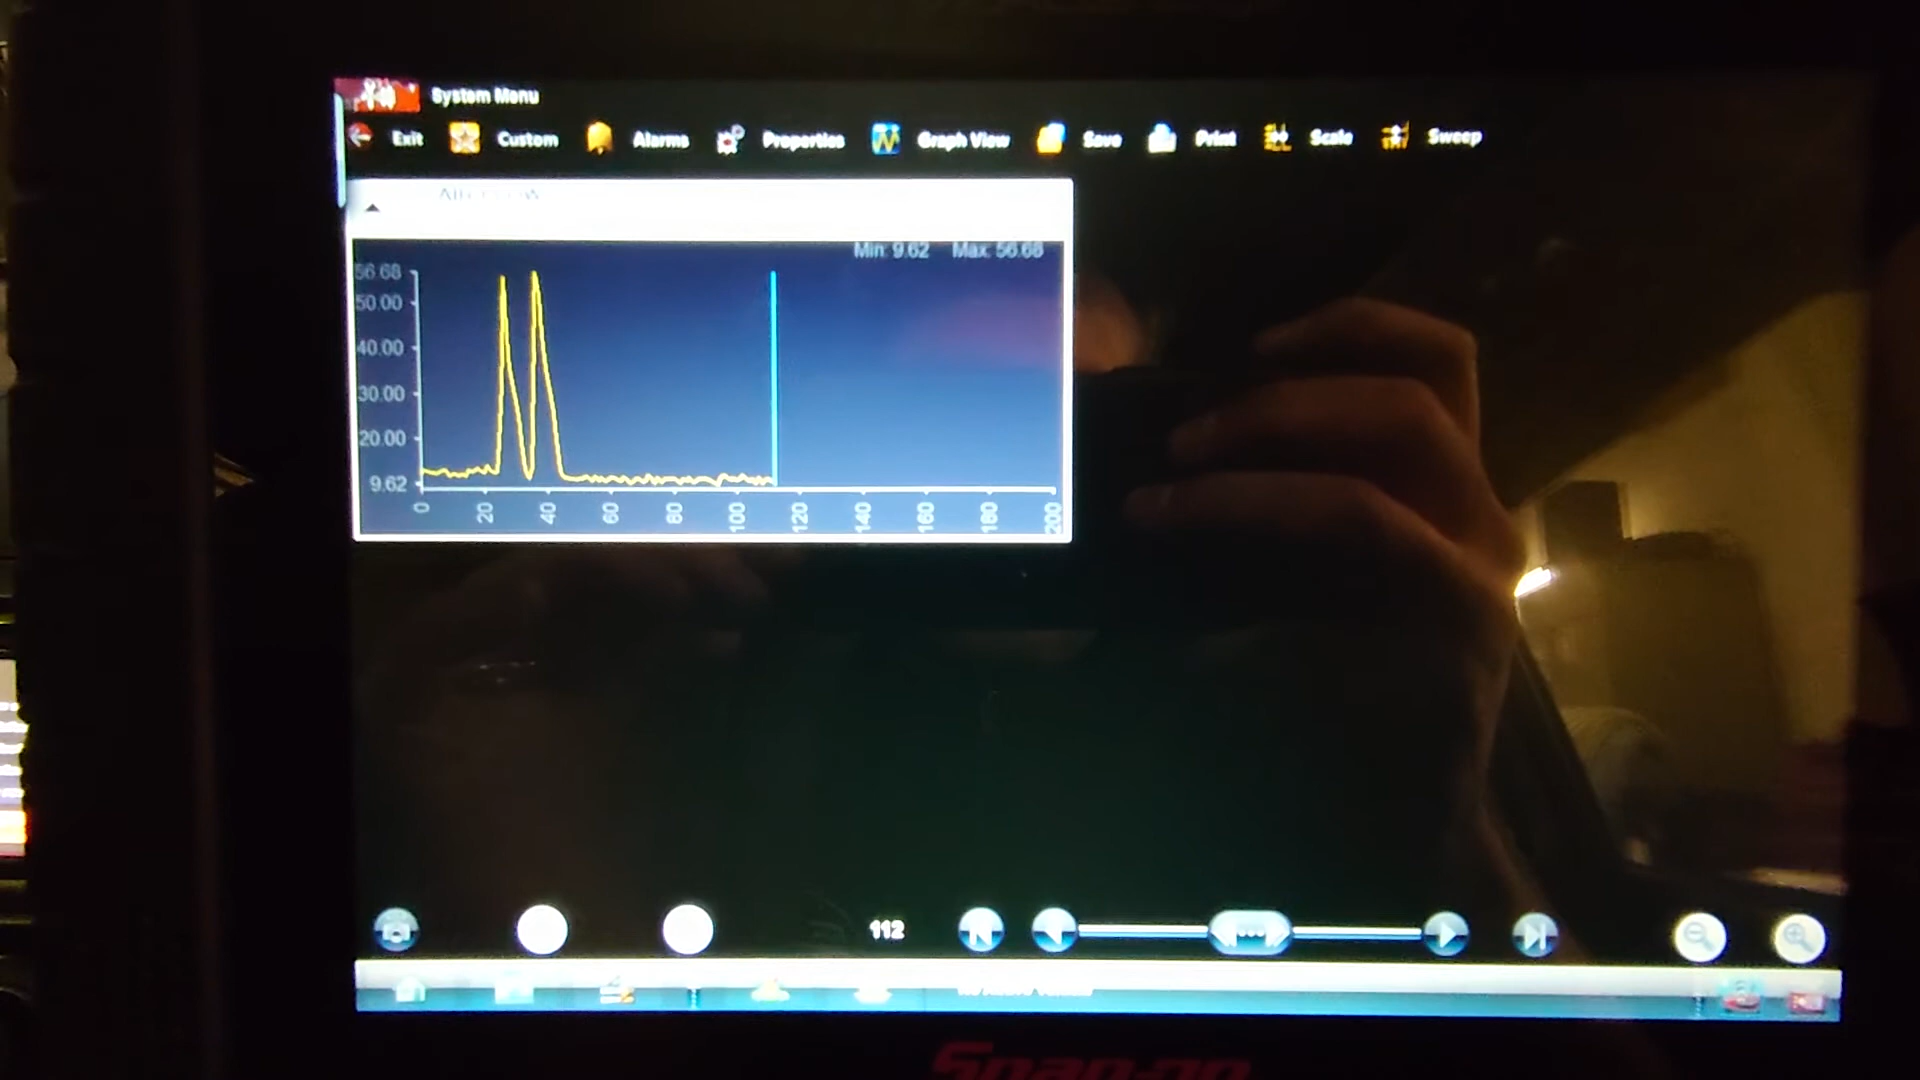 System Menu
Exit Custom Alarms Properties Graph View Save Print Scale Sweep
Min: 9.62 Max: 56.68
56.68
50.00
40.00
30.00
20.00
9.62
0 20 40 60 80 100 120 140 160 180 200
112
Snap-on